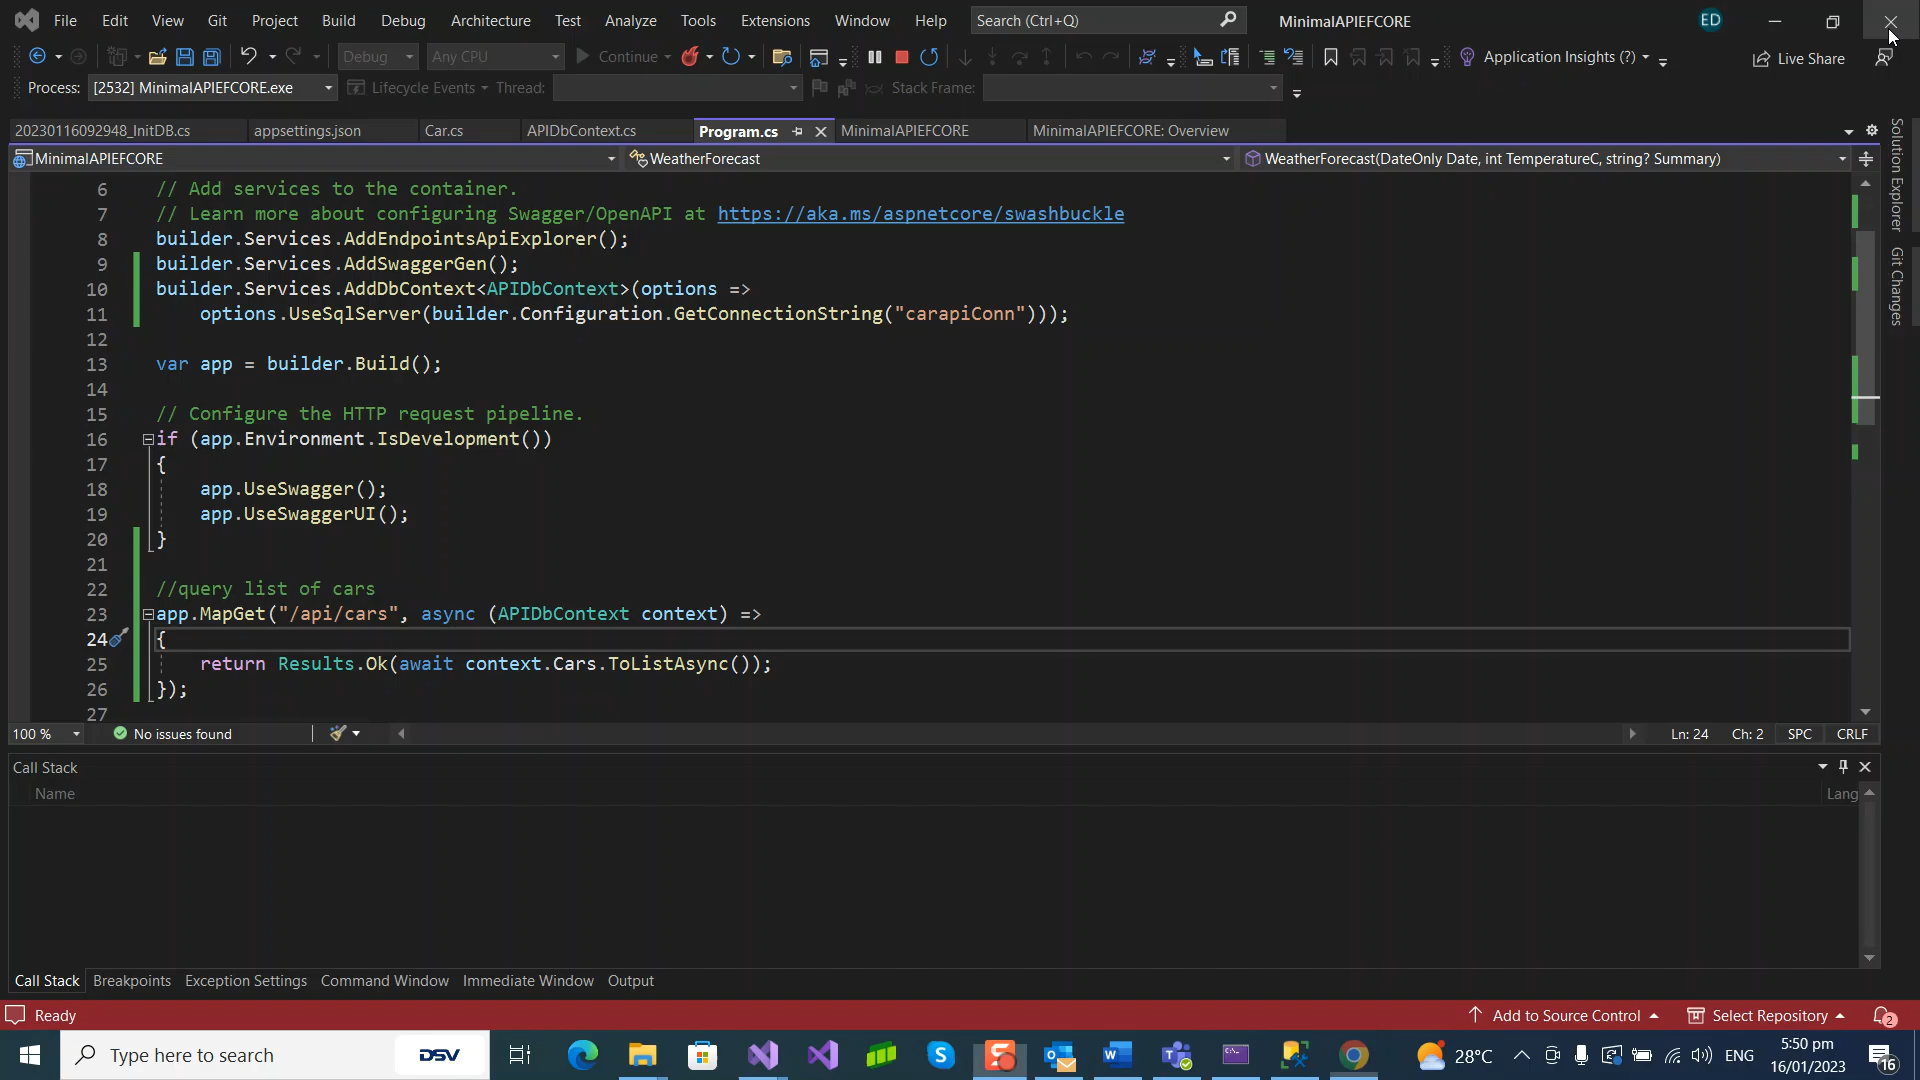 File Edit View Git Project Build Debug Architecture Test Analyze Tools Extensions Window Help Search (Ctrl+Q) MinimalAPIEFCORE ED
Debug Any CPU Continue Application Insights (?) Live Share
Process: [2532] MinimalAPIEFCORE.exe Lifecycle Events Thread: Stack Frame:
20230116092948_InitDB.cs appsettings.json Car.cs APIDbContext.cs Program.cs MinimalAPIEFCORE MinimalAPIEFCORE: Overview
MinimalAPIEFCORE WeatherForecast WeatherForecast(DateOnly Date, int TemperatureC, string? Summary)
Solution Explorer
Git Changes
6 // Add services to the container.
7 // Learn more about configuring Swagger/OpenAPI at https://aka.ms/aspnetcore/swashbuckle
8 builder.Services.AddEndpointsApiExplorer();
9 builder.Services.AddSwaggerGen();
10 builder.Services.AddDbContext<APIDbContext>(options =>
11 options.UseSqlServer(builder.Configuration.GetConnectionString("carapiConn")));
12
13 var app = builder.Build();
14
15 // Configure the HTTP request pipeline.
16 if (app.Environment.IsDevelopment())
17 {
18 app.UseSwagger();
19 app.UseSwaggerUI();
20 }
21
22 //query list of cars
23 app.MapGet("/api/cars", async (APIDbContext context) =>
24 {
25 return Results.Ok(await context.Cars.ToListAsync());
26 });
27
100 % No issues found Ln: 24 Ch: 2 SPC CRLF
Call Stack
Name Lang
Call Stack Breakpoints Exception Settings Command Window Immediate Window Output
Ready Add to Source Control Select Repository 2
Type here to search DSV 28°C ENG 5:50 pm
16/01/2023 16